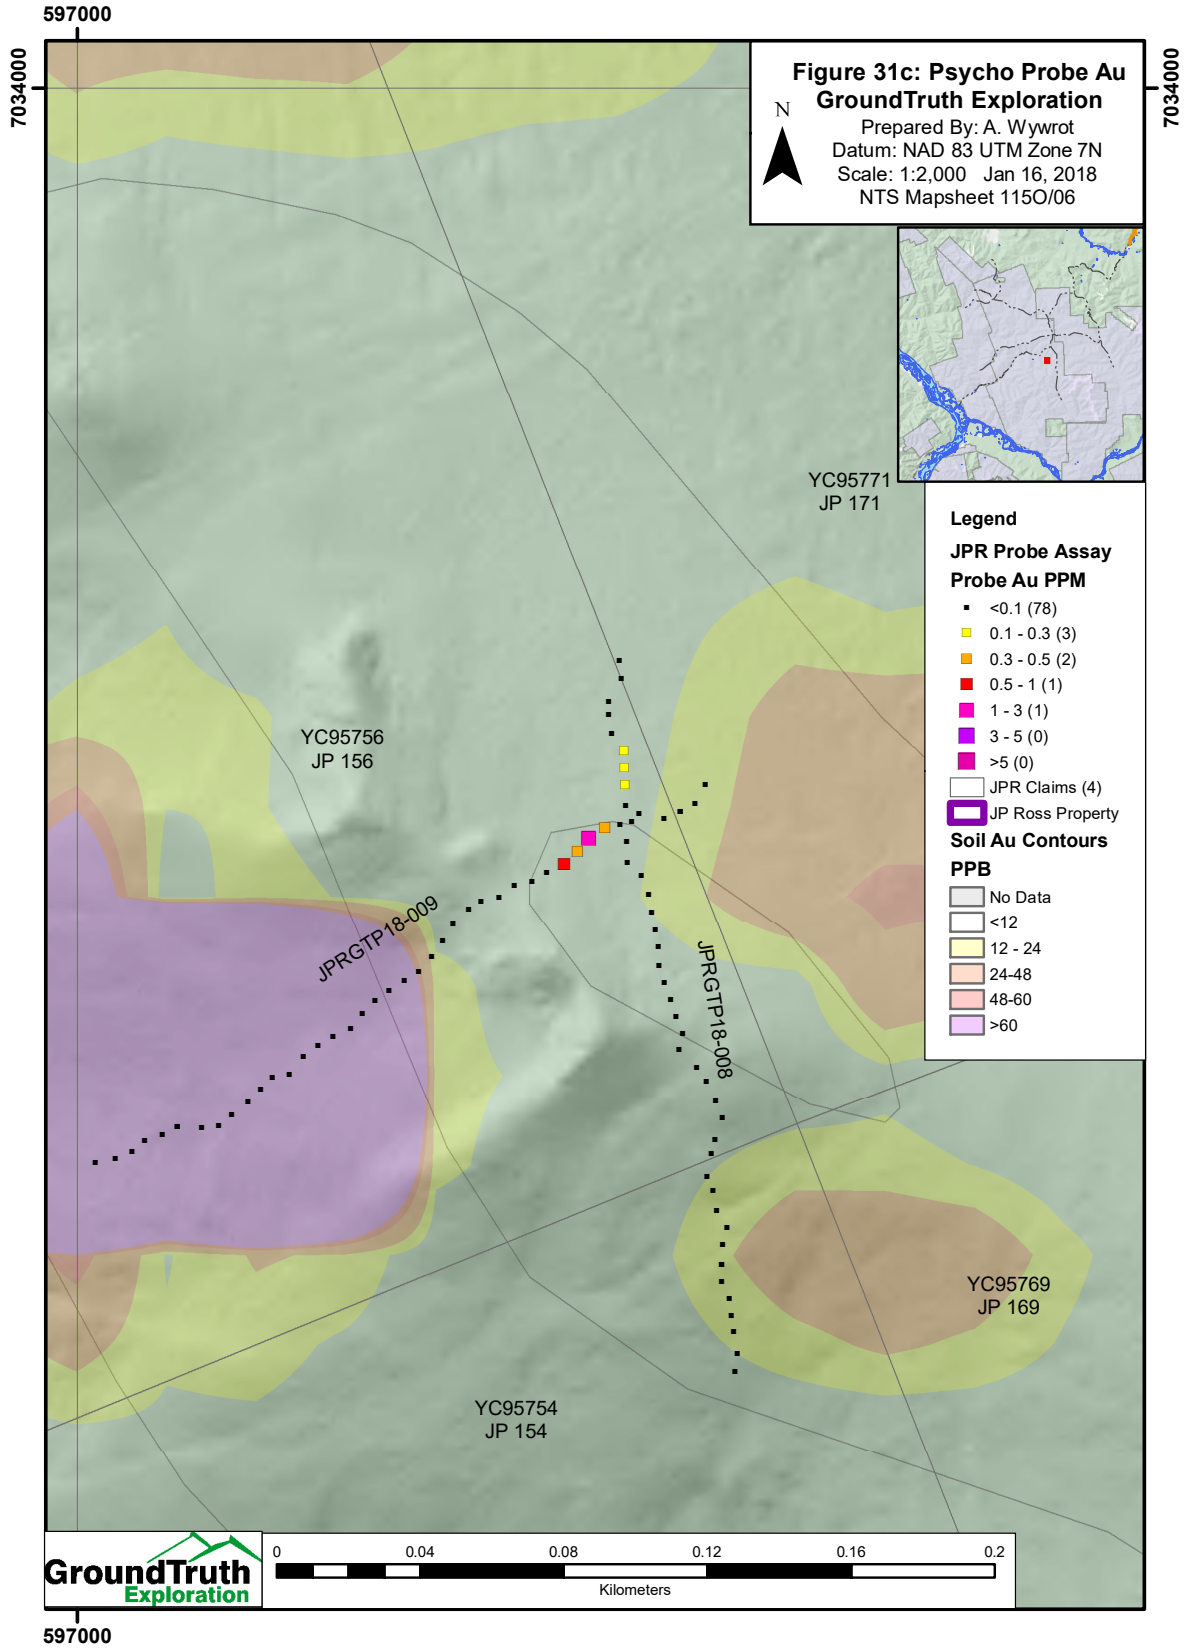 597000
7034000
7034000
Figure 31c: Psycho Probe Au
GroundTruth Exploration
Prepared By: A. Wywrot
Datum: NAD 83 UTM Zone 7N
Scale: 1:2,000 Jan 16, 2018
NTS Mapsheet 115O/06
N
YC95771
JP 171
Legend
JPR Probe Assay
Probe Au PPM
<0.1 (78)
0.1 - 0.3 (3)
0.3 - 0.5 (2)
0.5 - 1 (1)
1 - 3 (1)
3 - 5 (0)
>5 (0)
JPR Claims (4)
JP Ross Property
Soil Au Contours
PPB
No Data
<12
12 - 24
24-48
48-60
>60
YC95756
JP 156
JPRGTP18-009
JPRGTP18-008
YC95769
JP 169
YC95754
JP 154
GroundTruth
Exploration
0 0.04 0.08 0.12 0.16 0.2
Kilometers
597000